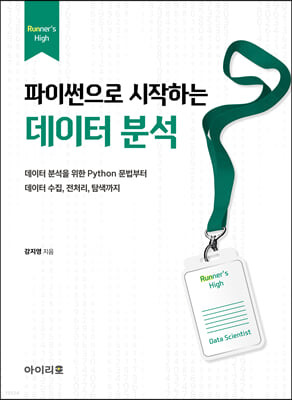 Runner's
High
파이썬으로 시작하는
데이터 분석
데이터 분석을 위한 Python 문법부터
데이터 수집, 전처리, 탐색까지
강지영 지음
Runner's
High
Data Scientist
아이리포